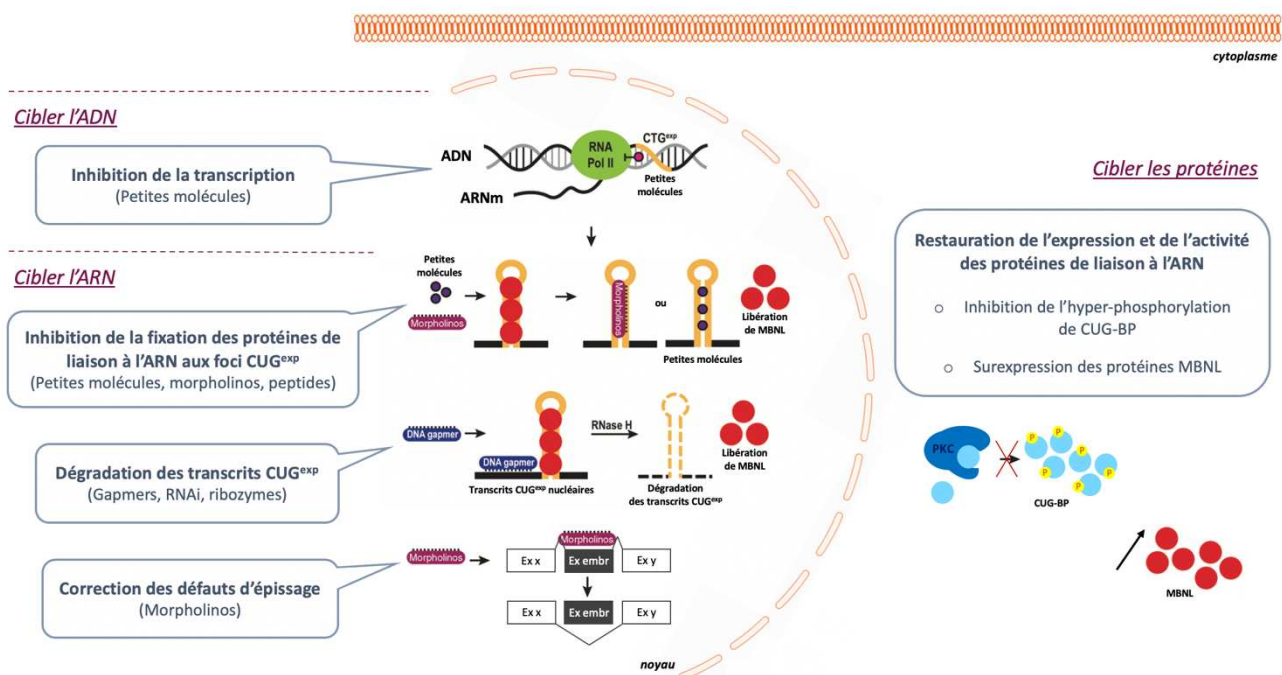 cytoplasme
Cibler l'ADN
Inhibition de la transcription
(Petites molécules)
ADN
RNA
Pol II
CTGexp
Petites
molécules
ARNm
Cibler l'ARN
Inhibition de la fixation des protéines de
liaison à l'ARN aux foci CUGexp
(Petites molécules, morpholinos, peptides)
Petites
molécules
Morpholinos
Morpholinos
ou
Petites molécules
Libération
de MBNL
Dégradation des transcrits CUGexp
(Gapmers, RNAi, ribozymes)
DNA gapmer
DNA gapmer
Transcrits CUGexp nucléaires
RNase H
Dégradation
des transcrits CUGexp
Libération
de MBNL
Correction des défauts d'épissage
(Morpholinos)
Morpholinos
Morpholinos
Ex x
Ex embr
Ex y
Ex x
Ex embr
Ex y
noyau
Cibler les protéines
Restauration de l'expression et de l'activité
des protéines de liaison à l'ARN
o Inhibition de l'hyper-phosphorylation
de CUG-BP
o Surexpression des protéines MBNL
PKC
P
P
P
P
P
P
CUG-BP
MBNL